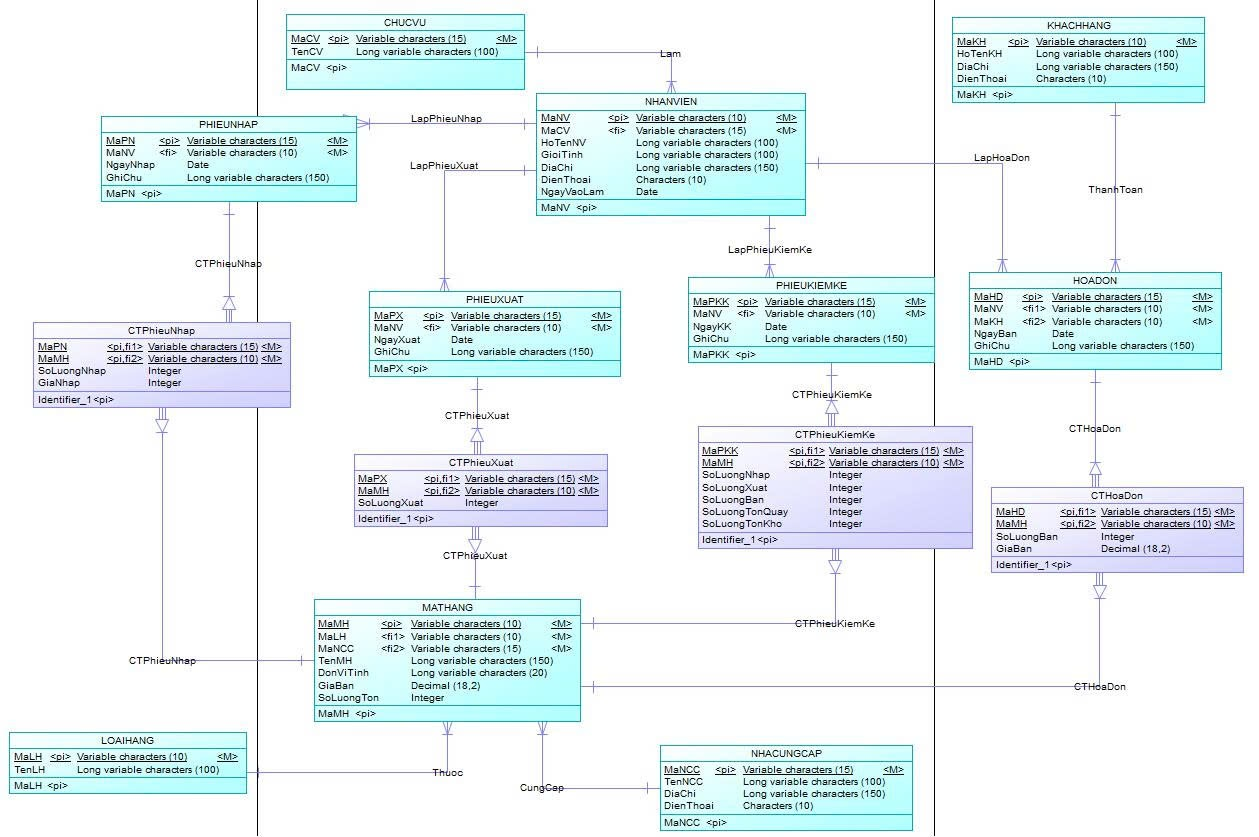 CHUCVU
MaCV <pi> Variable characters (15) <M>
TenCV Long variable characters (100)
MaCV <pi>
KHACHHANG
MaKH <pi> Variable characters (10) <M>
HoTenKH Long variable characters (100)
DiaChi Long variable characters (150)
DienThoai Characters (10)
MaKH <pi>
Lam
NHANVIEN
MaNV <pi> Variable characters (10) <M>
MaCV <fi> Variable characters (15) <M>
HoTenNV Long variable characters (100)
GioiTinh Long variable characters (100)
DiaChi Long variable characters (150)
DienThoai Characters (10)
NgayVaoLam Date
MaNV <pi>
PHIEUNHAP
MaPN <pi> Variable characters (15) <M>
MaNV <fi> Variable characters (10) <M>
NgayNhap Date
GhiChu Long variable characters (150)
MaPN <pi>
LapPhieuNhap
LapPhieuXuat
LapHoaDon
ThanhToan
LapPhieuKiemKe
CTPhieuNhap
PHIEUXUAT
MaPX <pi> Variable characters (15) <M>
MaNV <fi> Variable characters (10) <M>
NgayXuat Date
GhiChu Long variable characters (150)
MaPX <pi>
PHIEUKIEMKE
MaPKK <pi> Variable characters (15) <M>
MaNV <fi> Variable characters (10) <M>
NgayKK Date
GhiChu Long variable characters (150)
MaPKK <pi>
HOADON
MaHD <pi> Variable characters (15) <M>
MaNV <fi1> Variable characters (10) <M>
MaKH <fi2> Variable characters (10) <M>
NgayBan Date
GhiChu Long variable characters (150)
MaHD <pi>
CTPhieuNhap
MaPN <pi,fi1> Variable characters (15) <M>
MaMH <pi,fi2> Variable characters (10) <M>
SoLuongNhap Integer
GiaNhap Integer
Identifier_1 <pi>
CTPhieuXuat
CTPhieuKiemKe
CTHoaDon
CTPhieuXuat
MaPX <pi,fi1> Variable characters (15) <M>
MaMH <pi,fi2> Variable characters (10) <M>
SoLuongXuat Integer
Identifier_1 <pi>
CTPhieuKiemKe
MaPKK <pi,fi1> Variable characters (15) <M>
MaMH <pi,fi2> Variable characters (10) <M>
SoLuongNhap Integer
SoLuongXuat Integer
SoLuongBan Integer
SoLuongTonQuay Integer
SoLuongTonKho Integer
Identifier_1 <pi>
CTHoaDon
MaHD <pi,fi1> Variable characters (15) <M>
MaMH <pi,fi2> Variable characters (10) <M>
SoLuongBan Integer
GiaBan Decimal (18,2)
Identifier_1 <pi>
CTPhieuXuat
CTPhieuKiemKe
CTPhieuNhap
CTHoaDon
MATHANG
MaMH <pi> Variable characters (10) <M>
MaLH <fi1> Variable characters (10) <M>
MaNCC <fi2> Variable characters (15) <M>
TenMH Long variable characters (150)
DonViTinh Long variable characters (20)
GiaBan Decimal (18,2)
SoLuongTon Integer
MaMH <pi>
LOAIHANG
MaLH <pi> Variable characters (10) <M>
TenLH Long variable characters (100)
MaLH <pi>
Thuoc
CungCap
NHACUNGCAP
MaNCC <pi> Variable characters (15) <M>
TenNCC Long variable characters (100)
DiaChi Long variable characters (150)
DienThoai Characters (10)
MaNCC <pi>